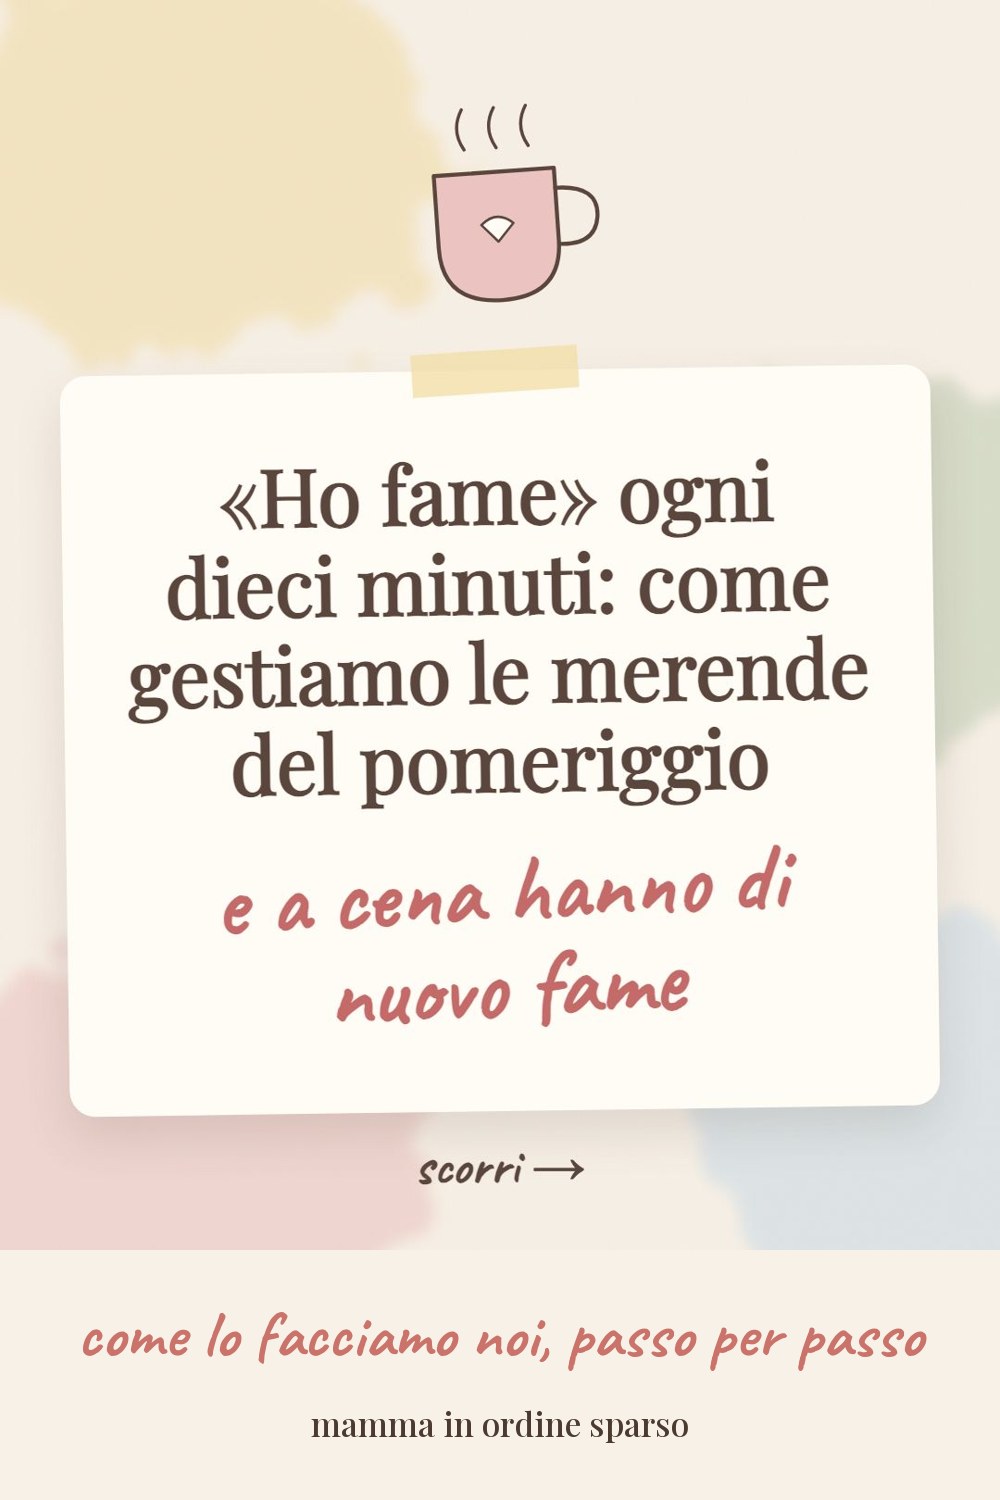 «Ho fame» ogni
dieci minuti: come
gestiamo le merende
del pomeriggio
e a cena hanno di
nuovo fame
scorri →
come lo facciamo noi, passo per passo
mamma in ordine sparso